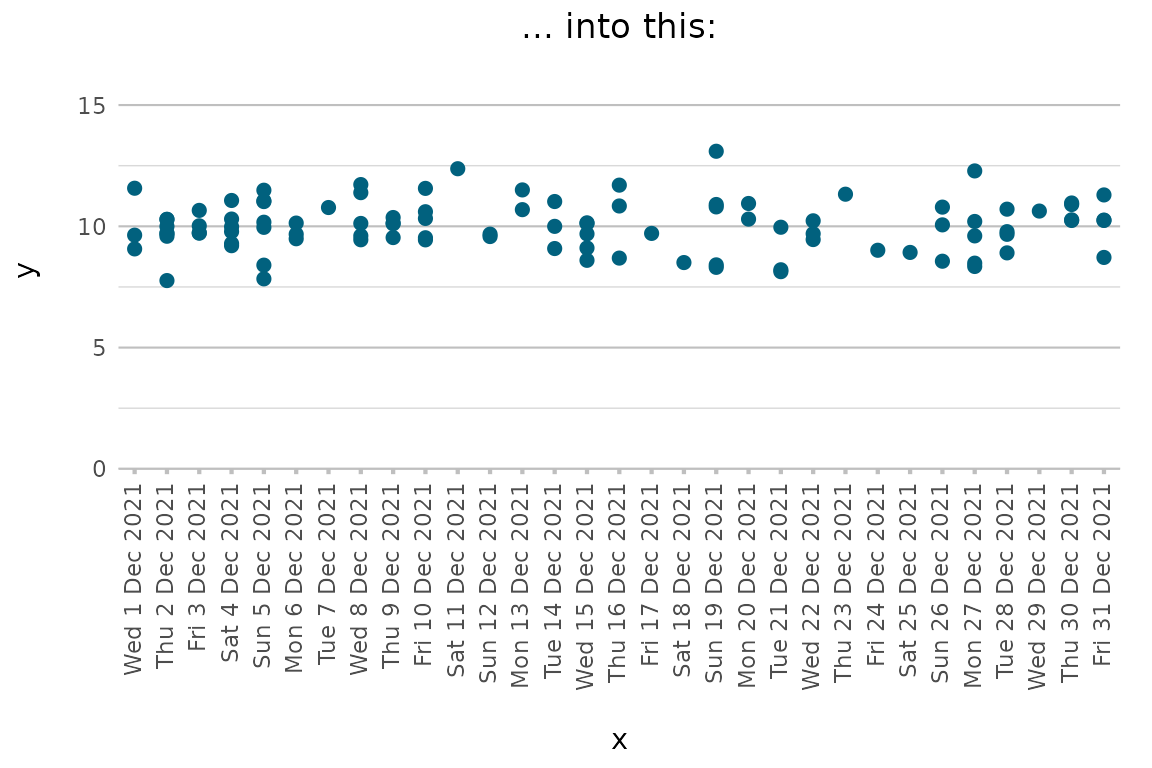 ... into this:
15
10
5
0
y
Wed 1 Dec 2021
Thu 2 Dec 2021
Fri 3 Dec 2021
Sat 4 Dec 2021
Sun 5 Dec 2021
Mon 6 Dec 2021
Tue 7 Dec 2021
Wed 8 Dec 2021
Thu 9 Dec 2021
Fri 10 Dec 2021
Sat 11 Dec 2021
Sun 12 Dec 2021
Mon 13 Dec 2021
Tue 14 Dec 2021
Wed 15 Dec 2021
Thu 16 Dec 2021
Fri 17 Dec 2021
Sat 18 Dec 2021
Sun 19 Dec 2021
Mon 20 Dec 2021
Tue 21 Dec 2021
Wed 22 Dec 2021
Thu 23 Dec 2021
Fri 24 Dec 2021
Sat 25 Dec 2021
Sun 26 Dec 2021
Mon 27 Dec 2021
Tue 28 Dec 2021
Wed 29 Dec 2021
Thu 30 Dec 2021
Fri 31 Dec 2021
x